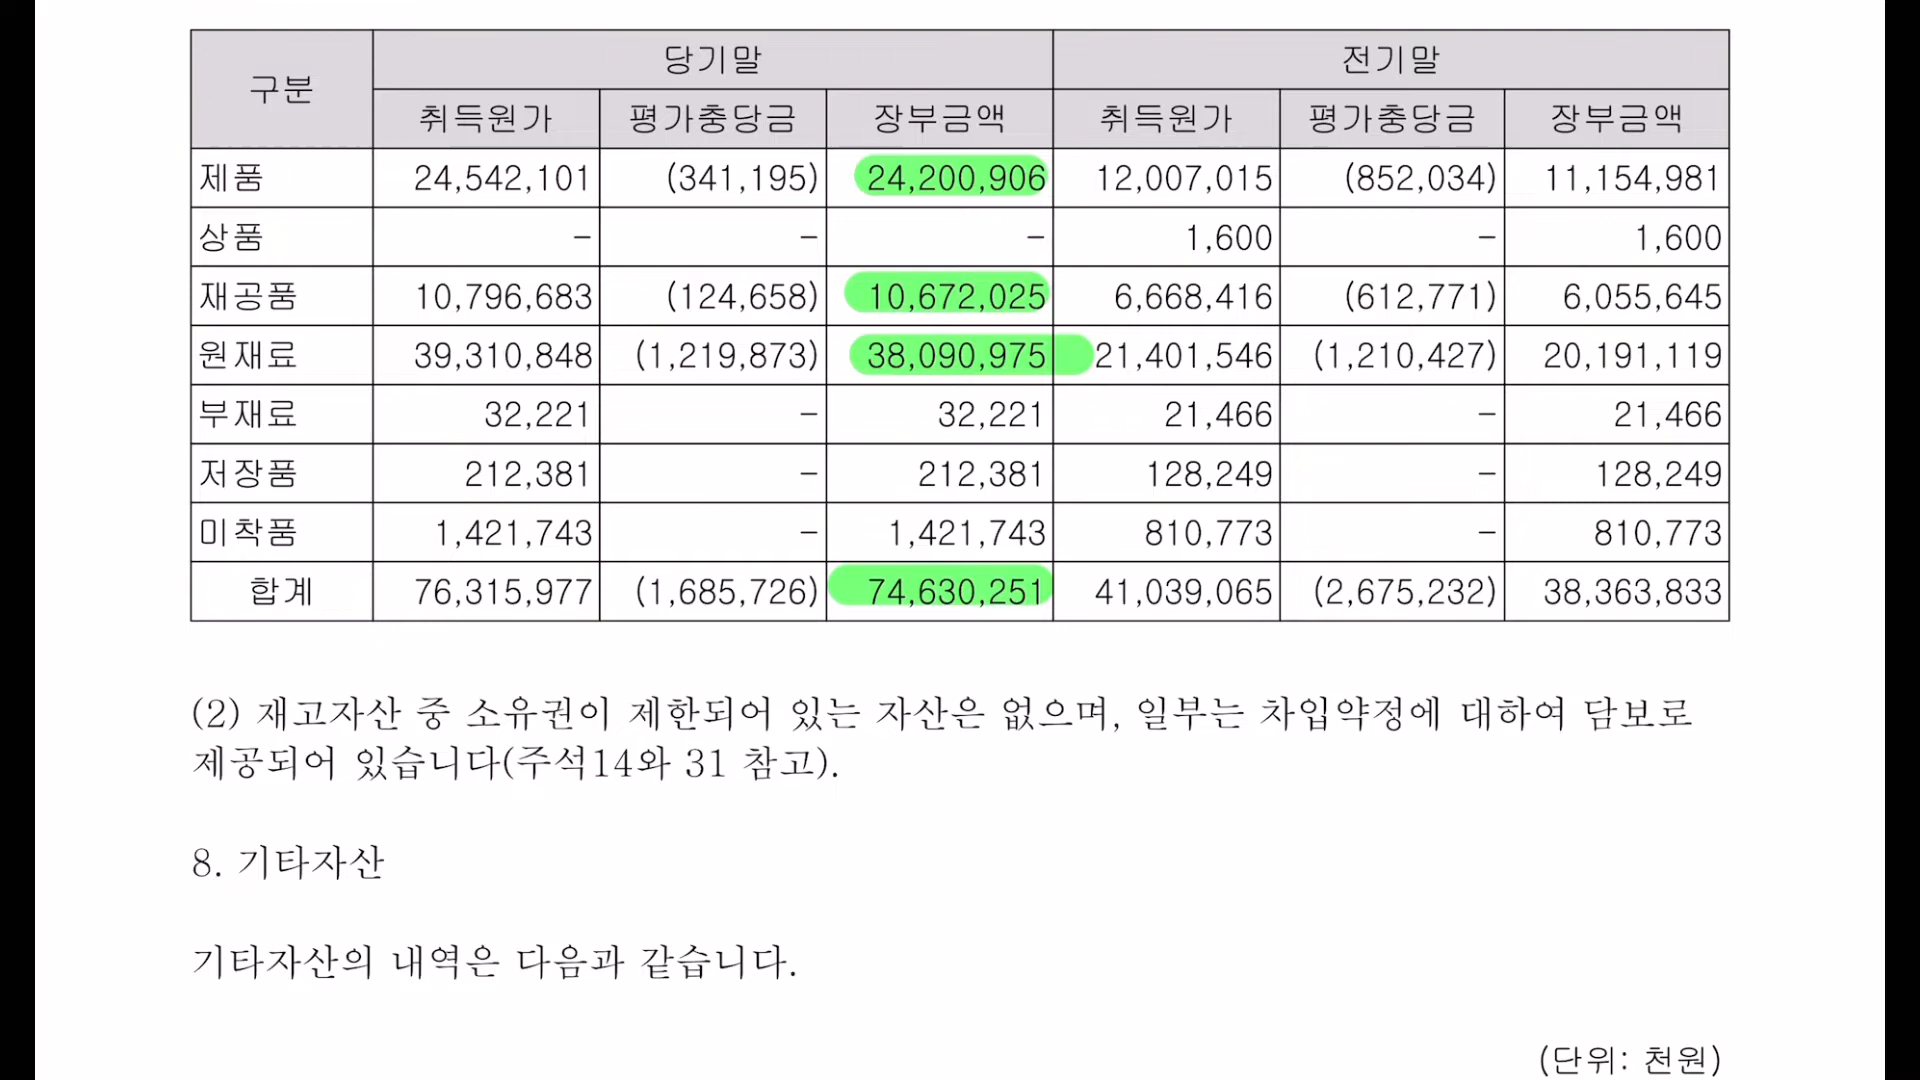 구분 당기말 전기말
취득원가 평가충당금 장부금액 취득원가 평가충당금 장부금액
제품 24,542,101 (341,195) 24,200,906 12,007,015 (852,034) 11,154,981
상품 - - - 1,600 - 1,600
재공품 10,796,683 (124,658) 10,672,025 6,668,416 (612,771) 6,055,645
원재료 39,310,848 (1,219,873) 38,090,975 21,401,546 (1,210,427) 20,191,119
부재료 32,221 - 32,221 21,466 - 21,466
저장품 212,381 - 212,381 128,249 - 128,249
미착품 1,421,743 - 1,421,743 810,773 - 810,773
합계 76,315,977 (1,685,726) 74,630,251 41,039,065 (2,675,232) 38,363,833
(2) 재고자산 중 소유권이 제한되어 있는 자산은 없으며, 일부는 차입약정에 대하여 담보로
제공되어 있습니다(주석14와 31 참고).
8. 기타자산
기타자산의 내역은 다음과 같습니다.
(단위: 천원)